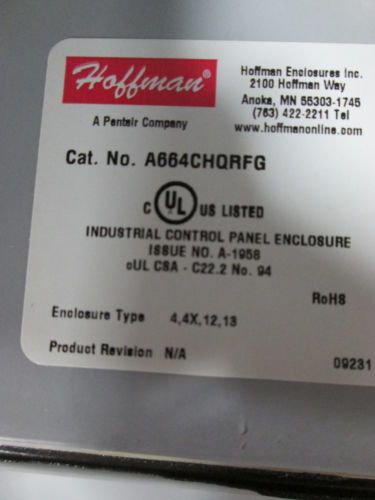 Hoffman®
A Pentair Company
Hoffman Enclosures Inc.
2100 Hoffman Way
Anoka, MN 55303-1745
(763) 422-2211 Tel
www.hoffmanonline.com
Cat. No. A664CHQRFG
C UL US LISTED
INDUSTRIAL CONTROL PANEL ENCLOSURE
ISSUE NO. A-1958
cUL CSA - C22.2 No. 94
RoHS
Enclosure Type 4,4X,12,13
Product Revision N/A
09231